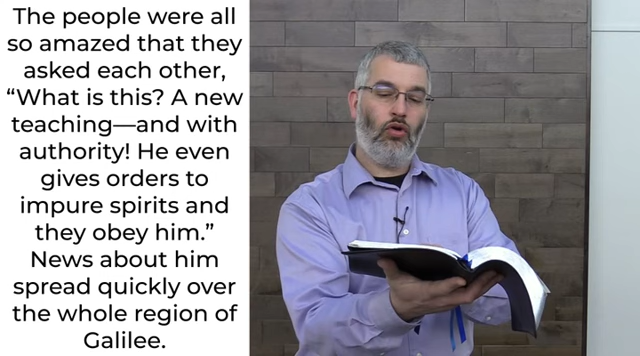 The people were all
so amazed that they
asked each other,
“What is this? A new
teaching—and with
authority! He even
gives orders to
impure spirits and
they obey him.”
News about him
spread quickly over
the whole region of
Galilee.